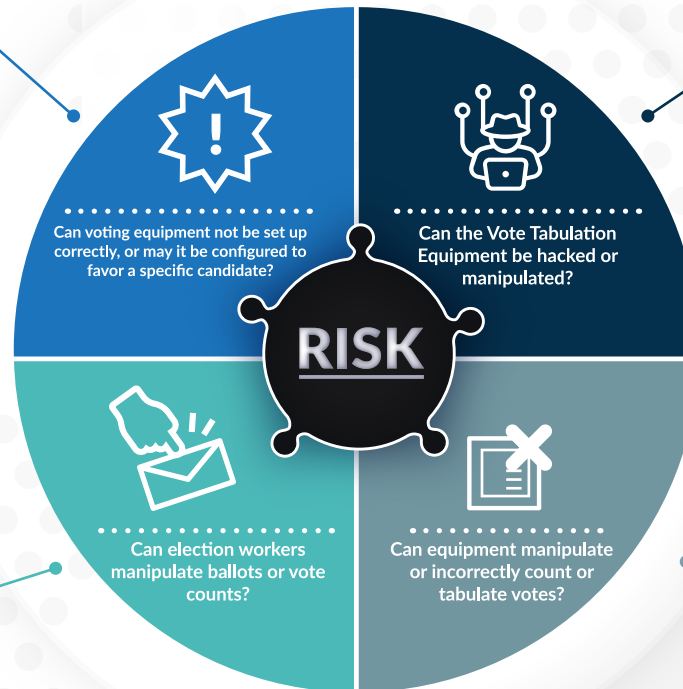 Can voting equipment not be set up
correctly, or may it be configured to
favor a specific candidate?
Can the Vote Tabulation
Equipment be hacked or
manipulated?
RISK
Can election workers
manipulate ballots or vote
counts?
Can equipment manipulate
or incorrectly count or
tabulate votes?